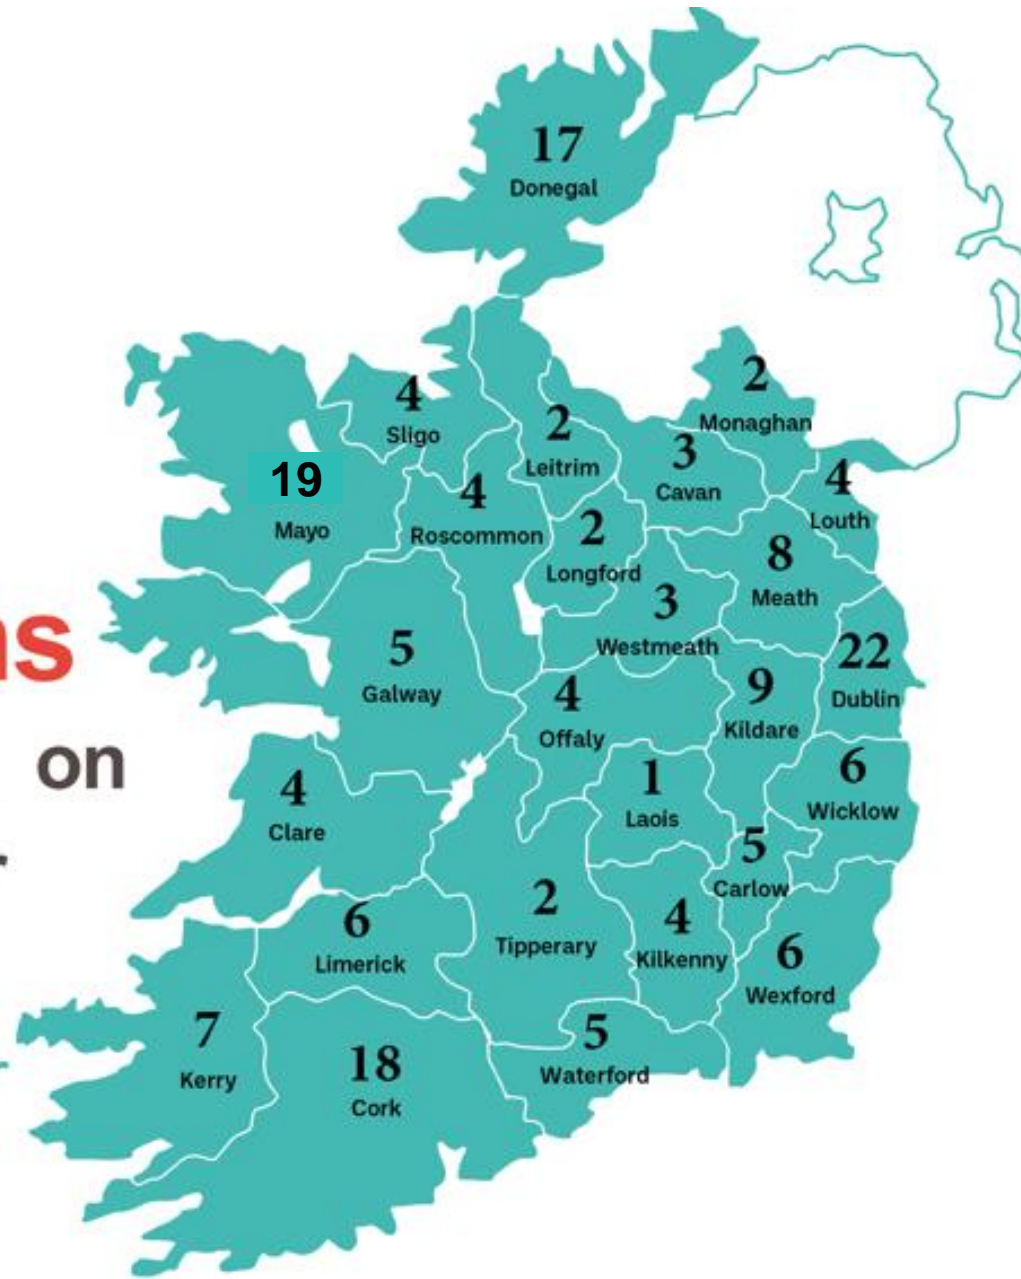 17
Donegal
2
Monaghan
4
Sligo
2
Leitrim
3
Cavan
4
Louth
19
Mayo
4
Roscommon
2
Longford
8
Meath
3
Westmeath
5
Galway
22
Dublin
4
Offaly
9
Kildare
on
4
Clare
1
Laois
6
Wicklow
5
Carlow
6
Limerick
2
Tipperary
4
Kilkenny
6
Wexford
7
Kerry
18
Cork
5
Waterford